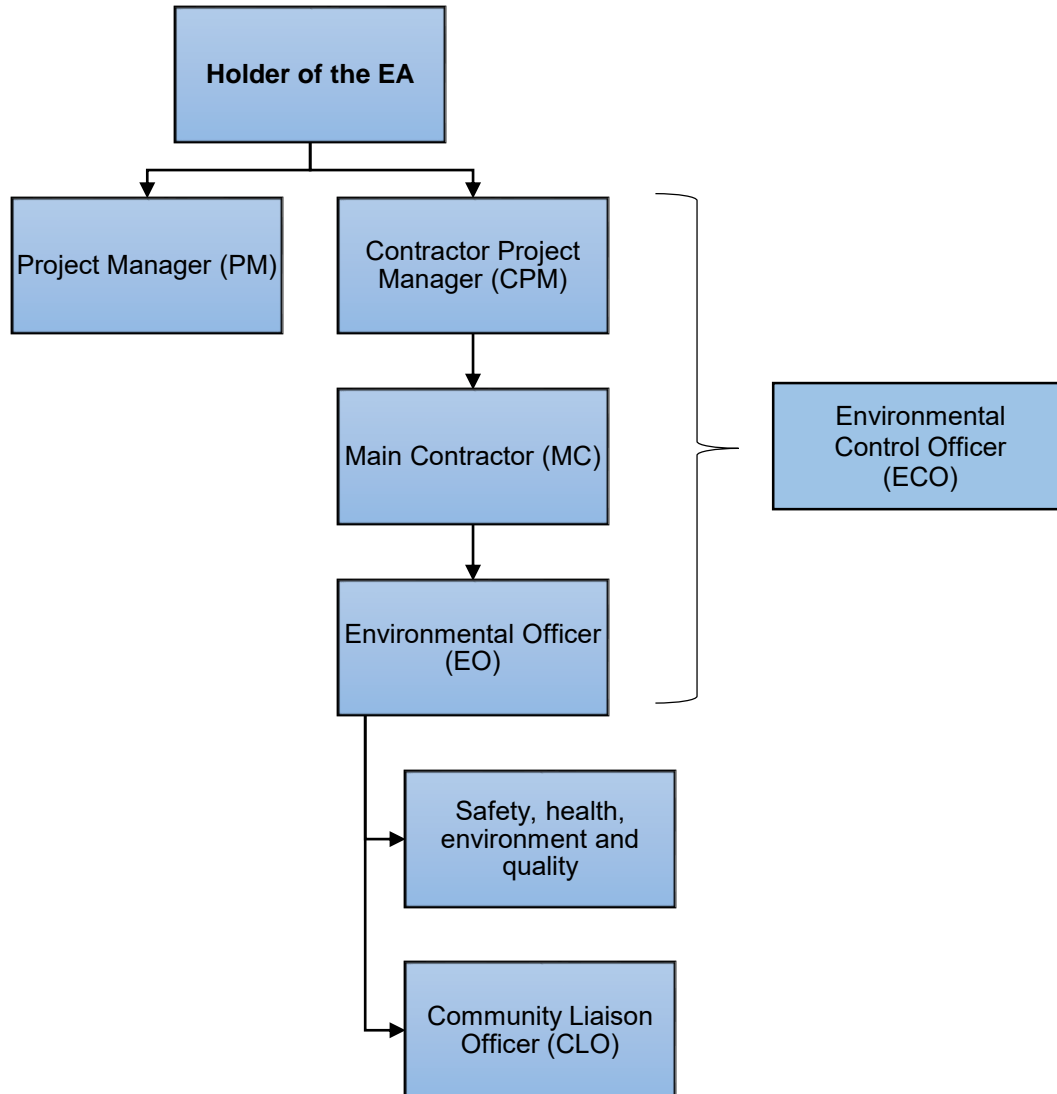 Holder of the EA
Project Manager (PM)
Contractor Project
Manager (CPM)
Main Contractor (MC)
Environmental
Control Officer
(ECO)
Environmental Officer
(EO)
Safety, health,
environment and
quality
Community Liaison
Officer (CLO)